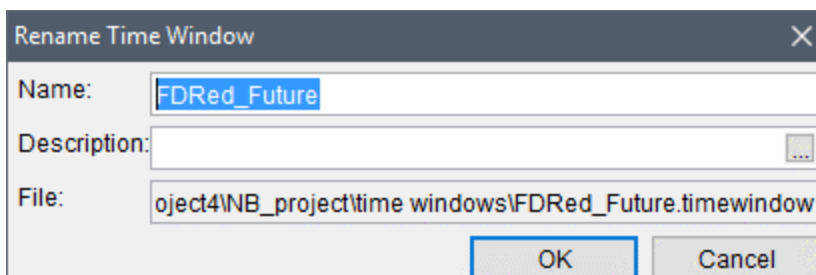 Rename Time Window
Name: FDRed_Future
Description:
...
File: oject4\NB_project\time windows\FDRed_Future.timewindow
OK Cancel